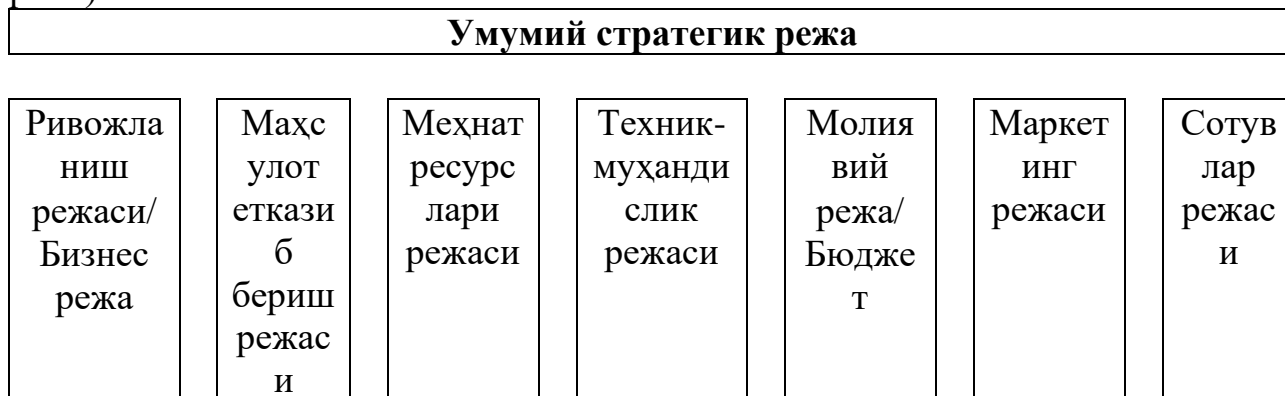 Умумий стратегик режа
Ривожла
ниш
режаси/
Бизнес
режа
Маҳс
улот
етказі
б
бериш
режас
и
Меҳнат
ресурс
лари
режаси
Техник-
муҳанди
слик
режаси
Молия
вий
режа/
Бюдже
т
Маркет
инг
режаси
Сотув
лар
режас
и